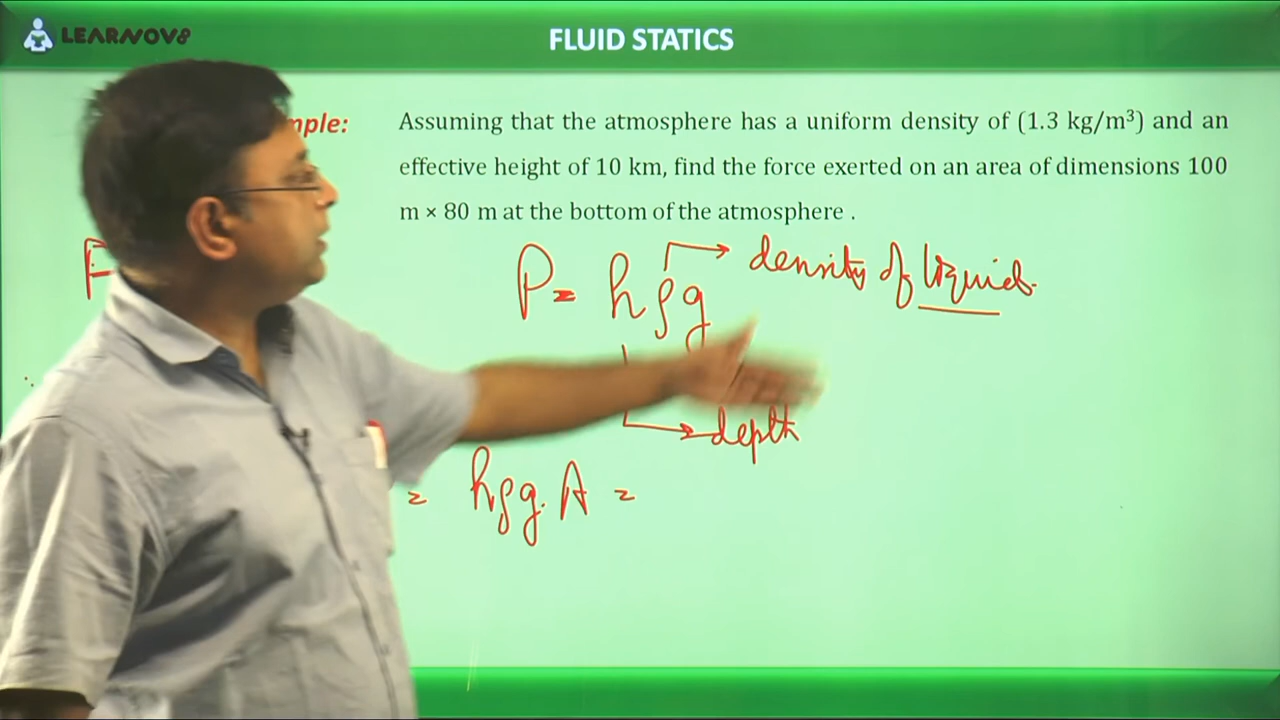 LEARNOV8
FLUID STATICS
mple:
Assuming that the atmosphere has a uniform density of (1.3 kg/m³) and an
effective height of 10 km, find the force exerted on an area of dimensions 100
m × 80 m at the bottom of the atmosphere .
P = hρg → density of liquid.
F
→ depth
= hρg. A =